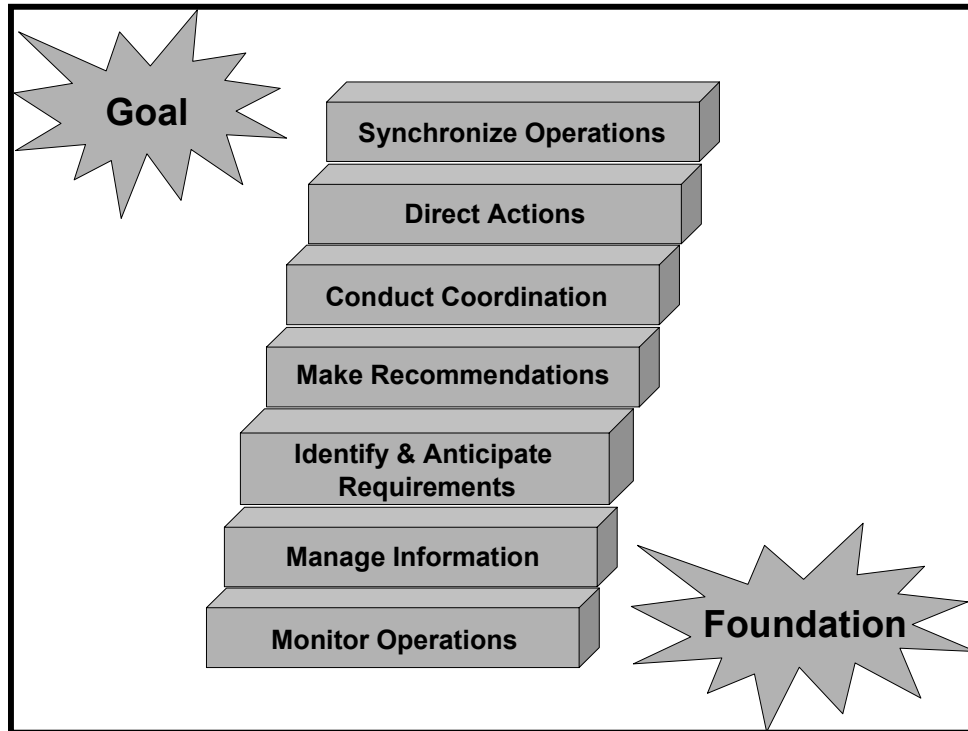 Goal
Synchronize Operations
Direct Actions
Conduct Coordination
Make Recommendations
Identify & Anticipate
Requirements
Manage Information
Monitor Operations
Foundation